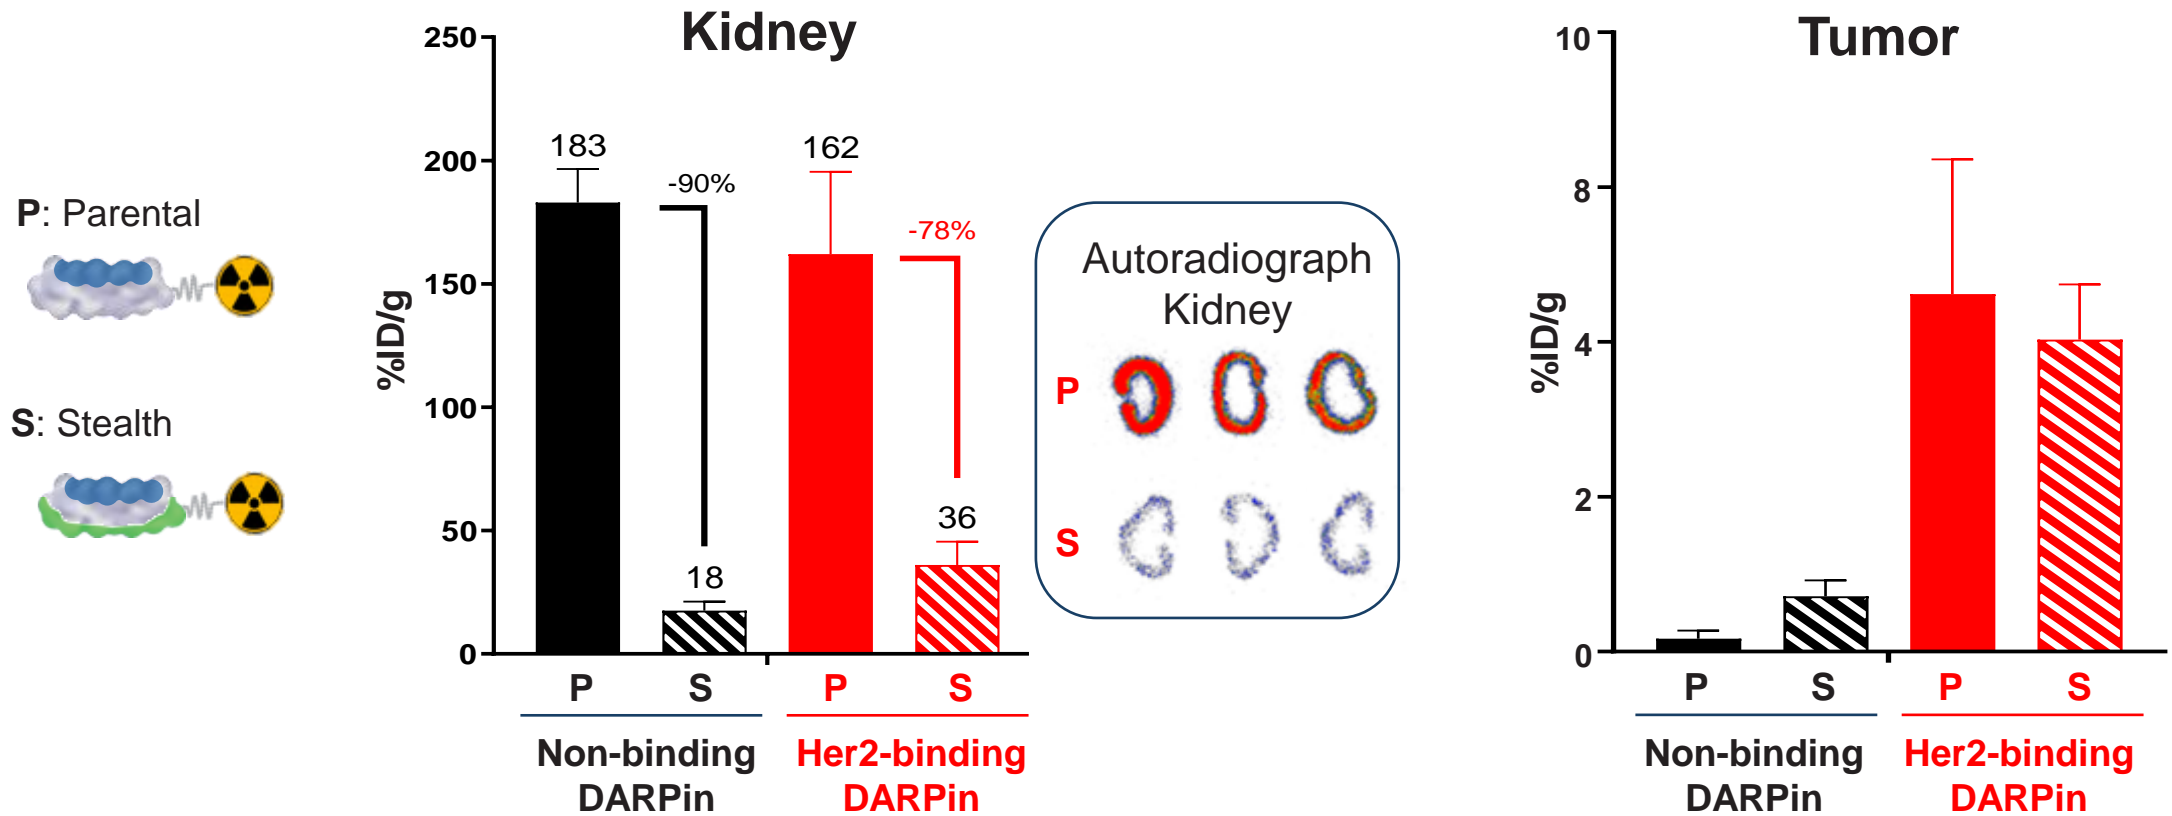 P: Parental
S: Stealth
Kidney
%ID/g
250
200
150
100
50
0
183
-90%
18
162
-78%
36
P
S
P
S
Non-binding
DARPin
Her2-binding
DARPin
Autoradiograph
Kidney
P
S
Tumor
%ID/g
10
8
4
2
0
P
S
P
S
Non-binding
DARPin
Her2-binding
DARPin